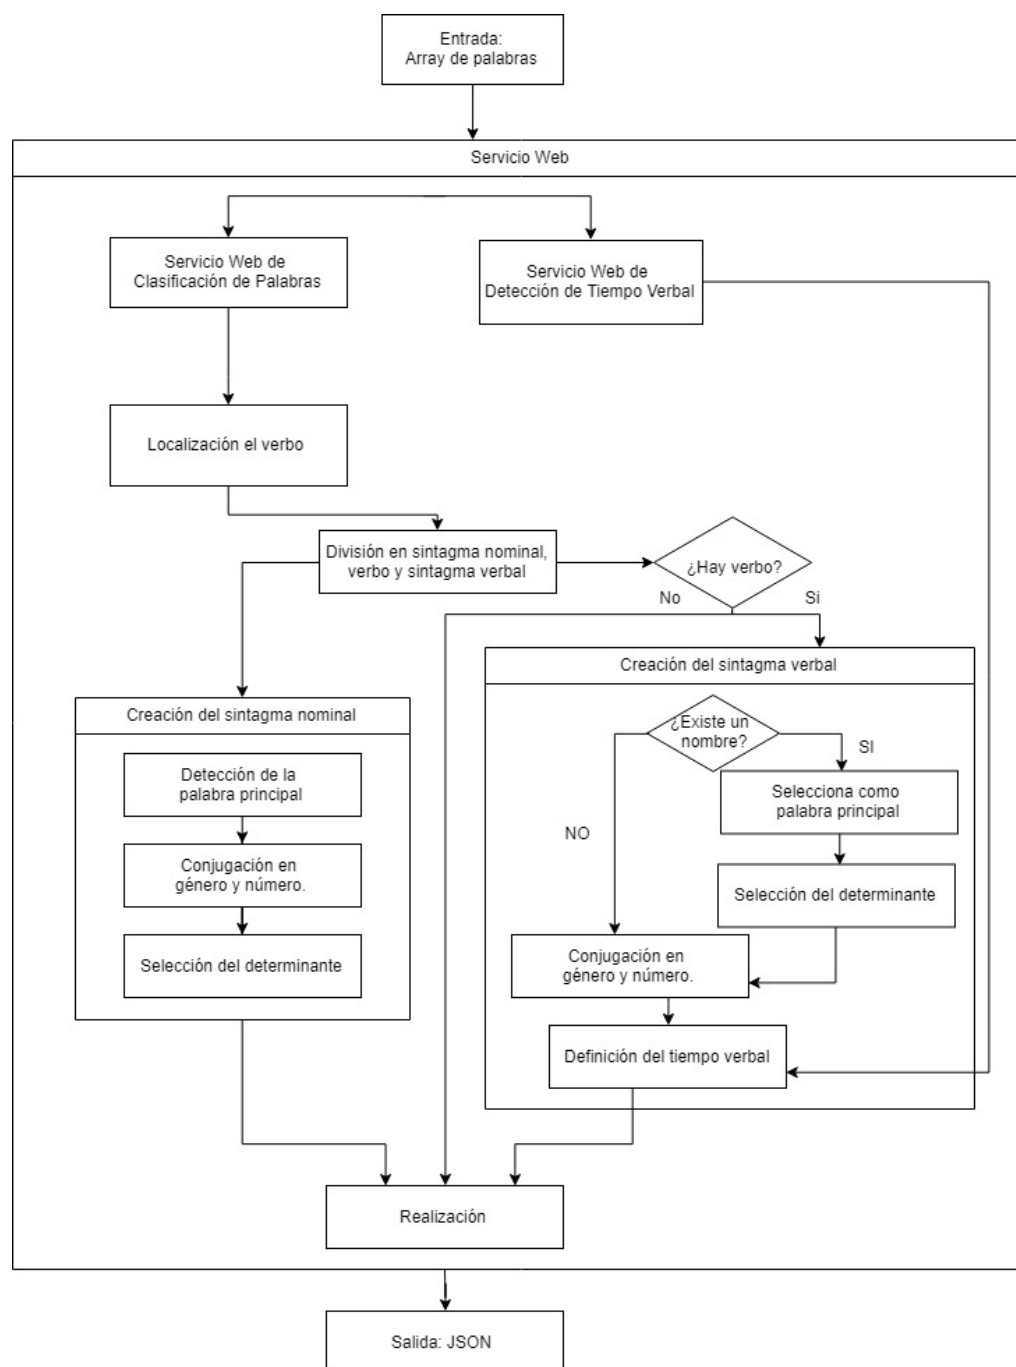 Entrada:
Array de palabras
Servicio Web
Servicio Web de
Clasificación de Palabras
Servicio Web de
Detección de Tiempo Verbal
Localización el verbo
División en sintagma nominal,
verbo y sintagma verbal
¿Hay verbo?
No
Si
Creación del sintagma nominal
Detección de la
palabra principal
Conjugación en
género y número.
Selección del determinante
Creación del sintagma verbal
¿Existe un
nombre?
SI
NO
Selecciona como
palabra principal
Selección del determinante
Conjugación en
género y número.
Definición del tiempo verbal
Realización
Salida: JSON